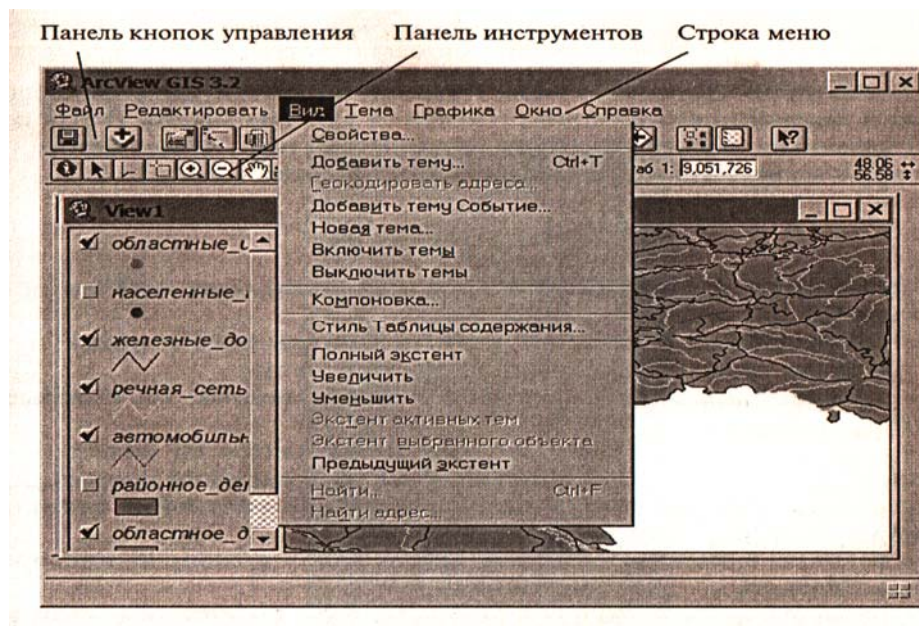 Панель кнопок управления Панель инструментов Строка меню
ArcView GIS 3.2
Файл Редактировать Вид Тема Графика Окно Справка
Свойства...
Добавить тему... Ctrl+T
Геокодировать адреса...
Добавить тему Событие...
Новая тема...
Включить темы
Выключить темы
Компоновка...
Стиль Таблицы содержания...
Полный экстент
Увеличить
Уменьшить
Экстент активных тем
Экстент выбранного объекта
Предыдущий экстент
Найти... Ctrl+F
Найти адрес...
аб 1: 9,051,726
48.06
56.58
View1
областные_ц
населенные_
железные_до
речная_сеть
автомобильн
районное_дел
областное_д